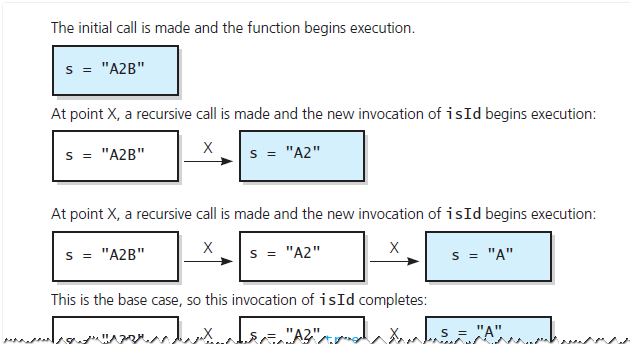 The initial call is made and the function begins execution.
s = "A2B"
At point X, a recursive call is made and the new invocation of isId begins execution:
s = "A2B" X s = "A2"
At point X, a recursive call is made and the new invocation of isId begins execution:
s = "A2B" X s = "A2" X s = "A"
This is the base case, so this invocation of isId completes:
X s = "A2" X s = "A"